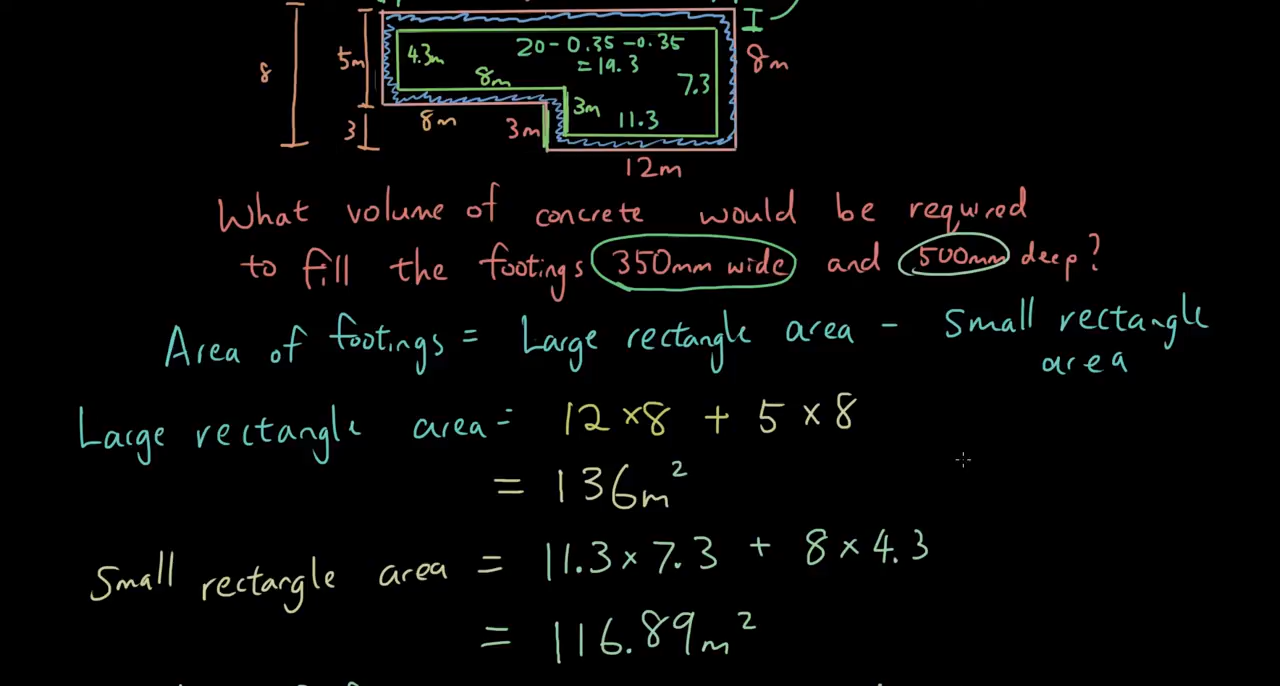 I
4.3m
20 - 0.35 - 0.35
= 19.3
5m
8m
8
8m
7.3
3m
11.3
3
8m
3m
12m
What volume of concrete would be required
to fill the footings 350mm wide and 500mm deep?
Area of footings = Large rectangle area - Small rectangle
area
Large rectangle area = 12 × 8 + 5 × 8
= 136m²
Small rectangle area = 11.3 × 7.3 + 8 × 4.3
= 116.89m²